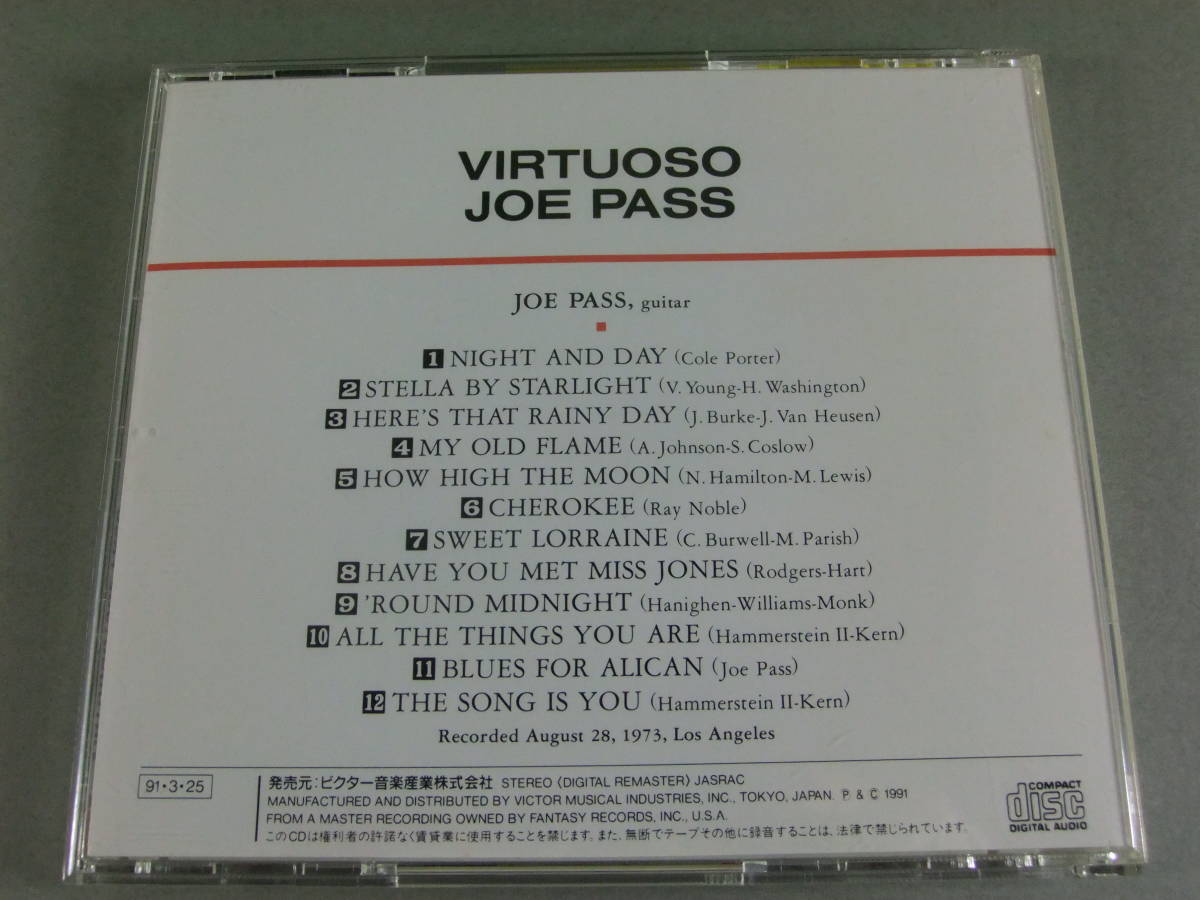 VIRTUOSO
JOE PASS
JOE PASS, guitar
1 NIGHT AND DAY (Cole Porter)
2 STELLA BY STARLIGHT (V. Young-H. Washington)
3 HERE'S THAT RAINY DAY (J. Burke-J. Van Heusen)
4 MY OLD FLAME (A. Johnson-S. Coslow)
5 HOW HIGH THE MOON (N. Hamilton-M. Lewis)
6 CHEROKEE (Ray Noble)
7 SWEET LORRAINE (C. Burwell-M. Parish)
8 HAVE YOU MET MISS JONES (Rodgers-Hart)
9 'ROUND MIDNIGHT (Hanighen-Williams-Monk)
10 ALL THE THINGS YOU ARE (Hammerstein II-Kern)
11 BLUES FOR ALICAN (Joe Pass)
12 THE SONG IS YOU (Hammerstein II-Kern)
Recorded August 28, 1973, Los Angeles
91・3・25
発売元:ビクター音楽産業株式会社 STEREO〈DIGITAL REMASTER〉JASRAC
MANUFACTURED AND DISTRIBUTED BY VICTOR MUSICAL INDUSTRIES, INC., TOKYO, JAPAN. Ⓟ & © 1991
FROM A MASTER RECORDING OWNED BY FANTASY RECORDS, INC., U.S.A.
このCDは権利者の許諾なく賃貸業に使用することを禁じます。また、無断でテープその他に録音することは、法律で禁じられています。
COMPACT
disc
DIGITAL AUDIO